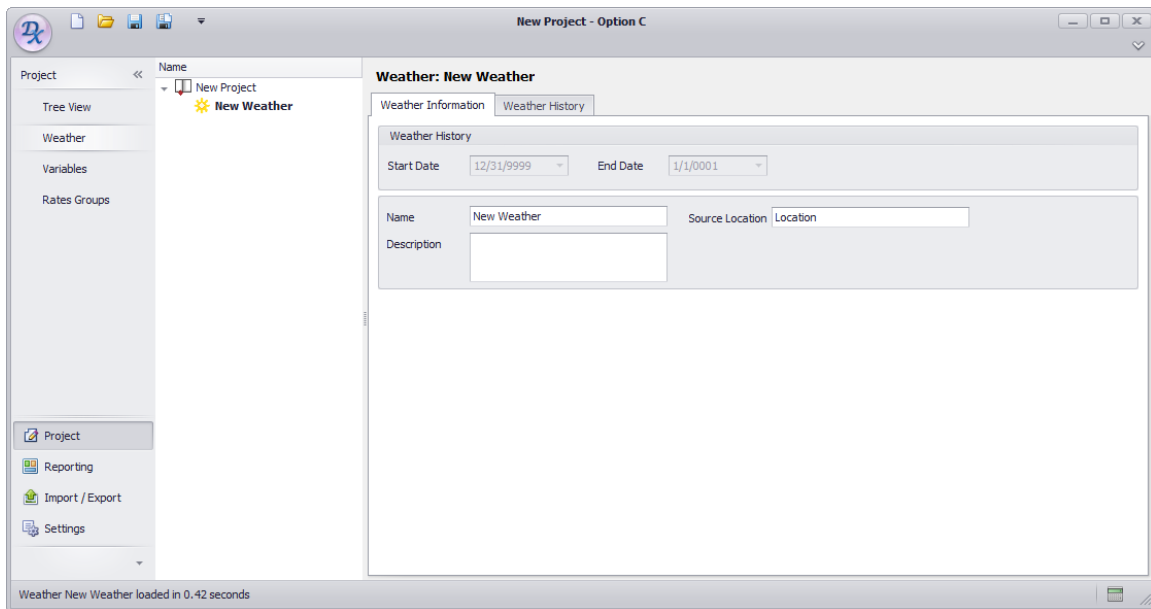 New Project - Option C
Project
Tree View
Weather
Variables
Rates Groups
Project
Reporting
Import / Export
Settings
Name
New Project
New Weather
Weather: New Weather
Weather Information Weather History
Weather History
Start Date 12/31/9999 End Date 1/1/0001
Name New Weather Source Location Location
Description
Weather New Weather loaded in 0.42 seconds